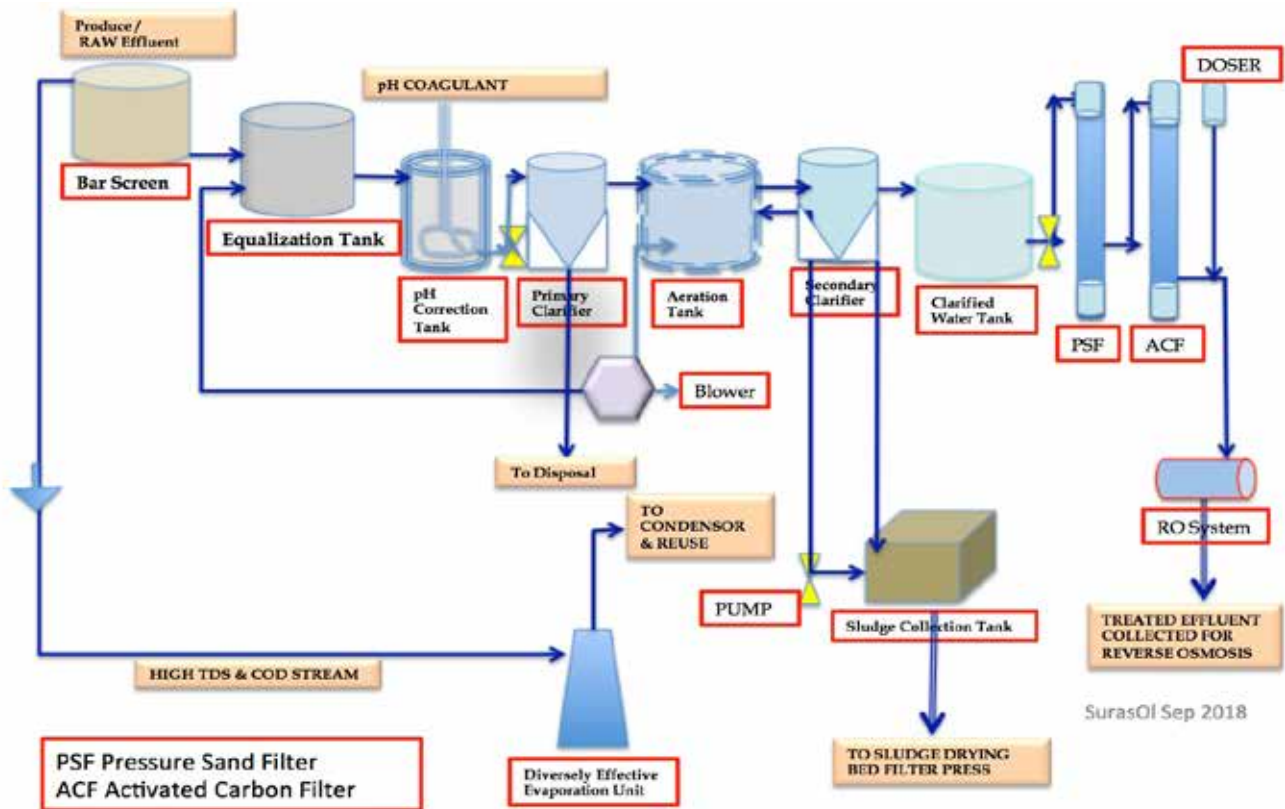 Produce /
RAW Effluent
DOSER
pH COAGULANT
Bar Screen
Equalization Tank
pH
Correction
Tank
Primary
Clarifier
Aeration
Tank
Secondary
Clarifier
Clarified
Water Tank
PSF
ACF
Blower
To Disposal
TO
CONDENSOR
& REUSE
RO System
PUMP
Sludge Collection Tank
TREATED EFFLUENT
COLLECTED FOR
REVERSE OSMOSIS
HIGH TDS & COD STREAM
SurasOl Sep 2018
PSF Pressure Sand Filter
ACF Activated Carbon Filter
Diversely Effective
Evaporation Unit
TO SLUDGE DRYING
BED FILTER PRESS